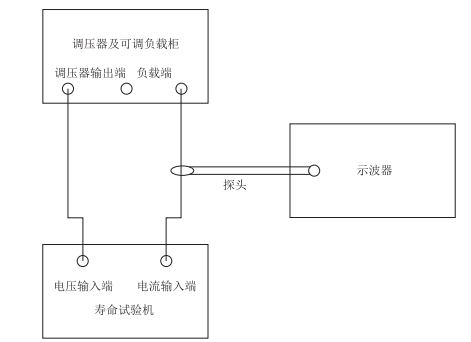 调压器及可调负载柜
调压器输出端 负载端
示波器
探头
电压输入端 电流输入端
寿命试验机